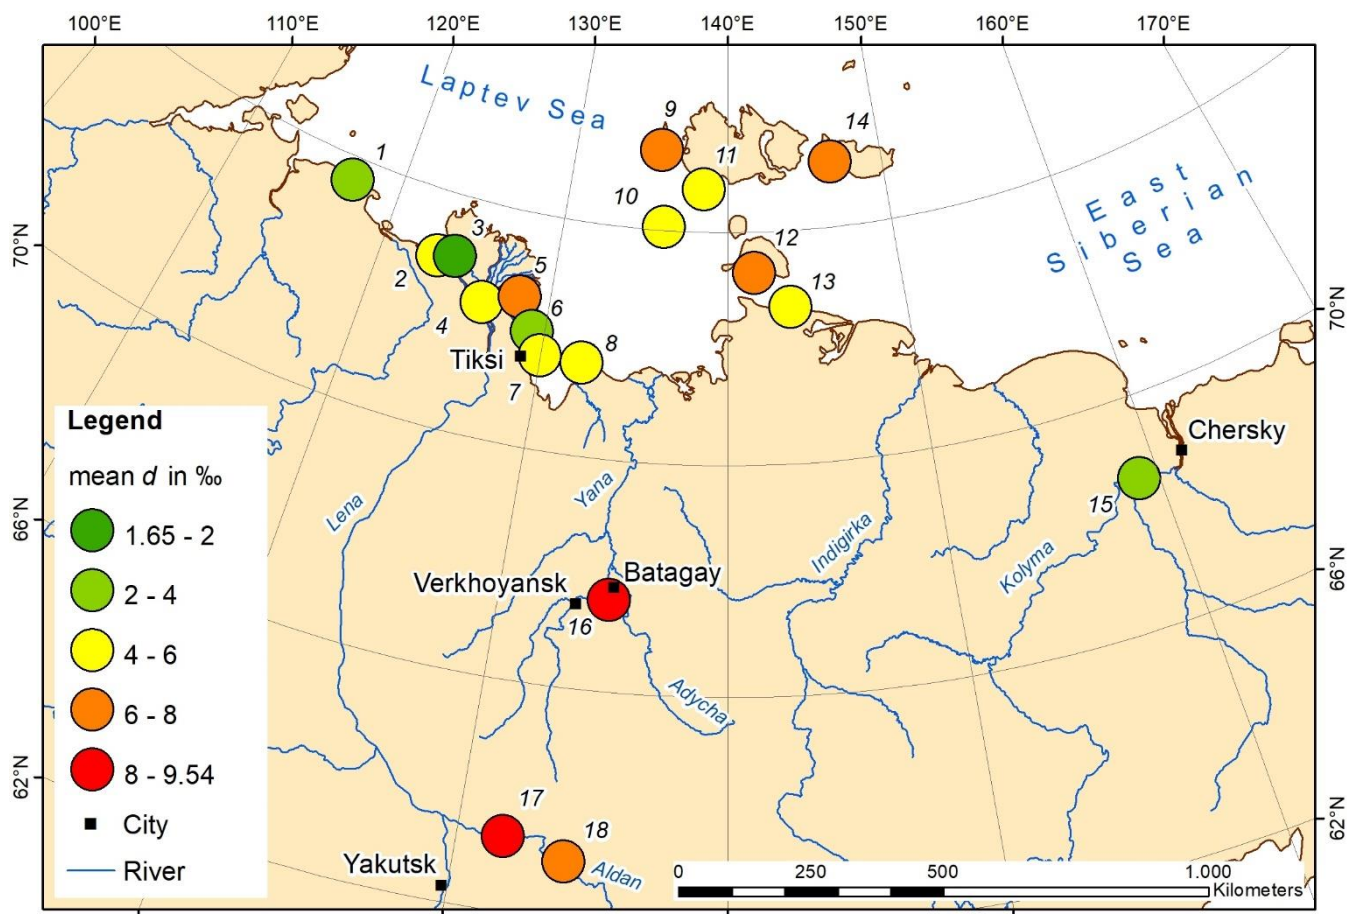 100°E
110°E
120°E
130°E
140°E
150°E
160°E
170°E
Laptev Sea
9
14
1
11
10
East
Siberian
Sea
70°N
3
12
2
5
13
4
6
8
70°N
Tiksi
7
Legend
Chersky
mean d in ‰
15
Lena
Yana
Indigirka
Kolyma
66°N
1.65 - 2
66°N
2 - 4
Verkhoyansk
Batagay
16
4 - 6
Adycha
6 - 8
62°N
8 - 9.54
17
62°N
City
18
Yakutsk
Aldan
River
0
250
500
1.000
Kilometers